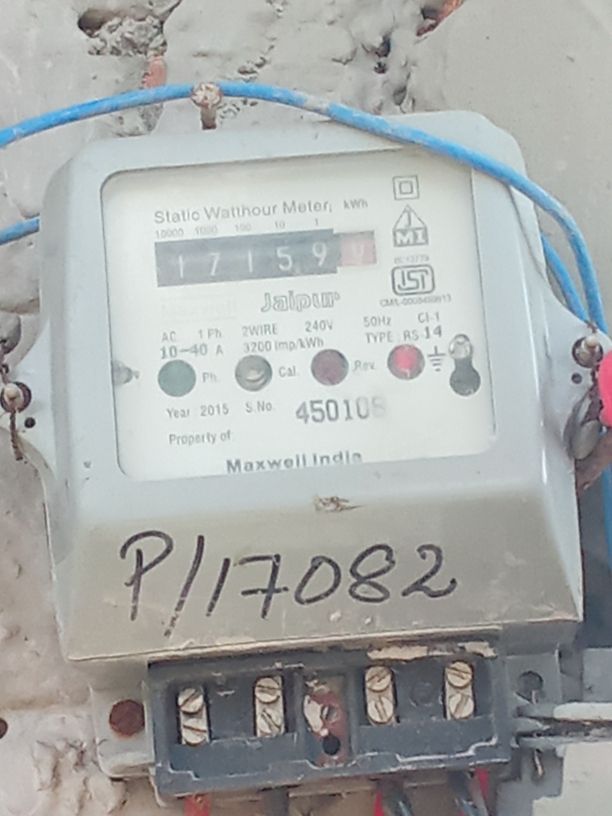 Static Watthour Meter, kWh
10000 1000 100 10 1
1 7 1 5 9 9
Jaipur
AC 1 Ph 2WIRE 240V 50Hz Cl-1
10-40 A 3200 imp/kWh TYPE: RS-14
Ph. Cal. Rev.
Year 2015 S.No. 450108
Property of:
Maxwell India
P/17082